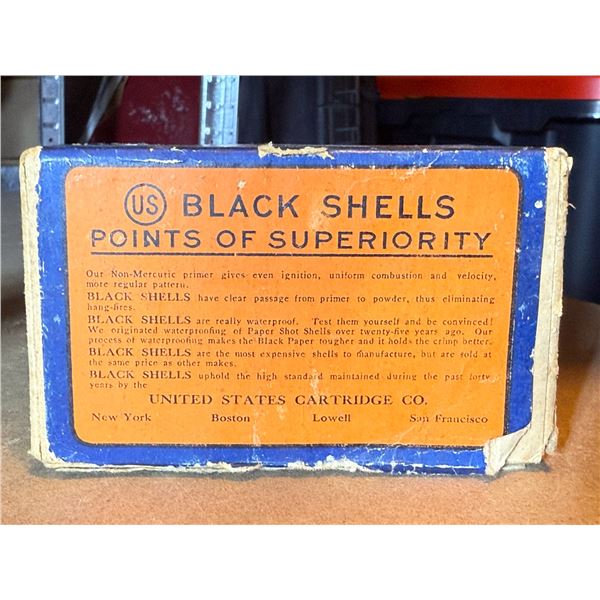 US BLACK SHELLS
POINTS OF SUPERIORITY
Our Non-Mercuric primer gives even ignition, uniform combustion and velocity,
more regular pattern.
BLACK SHELLS have clear passage from primer to powder, thus eliminating
hang-fires.
BLACK SHELLS are really waterproof. Test them yourself and be convinced!
We originated waterproofing of Paper Shot Shells over twenty-five years ago. Our
process of waterproofing makes the Black Paper tougher and it holds the crimp better.
BLACK SHELLS are the most expensive shells to manufacture, but are sold at
the same price as other makes.
BLACK SHELLS uphold the high standard maintained during the past forty
years by the
UNITED STATES CARTRIDGE CO.
New York Boston Lowell San Francisco